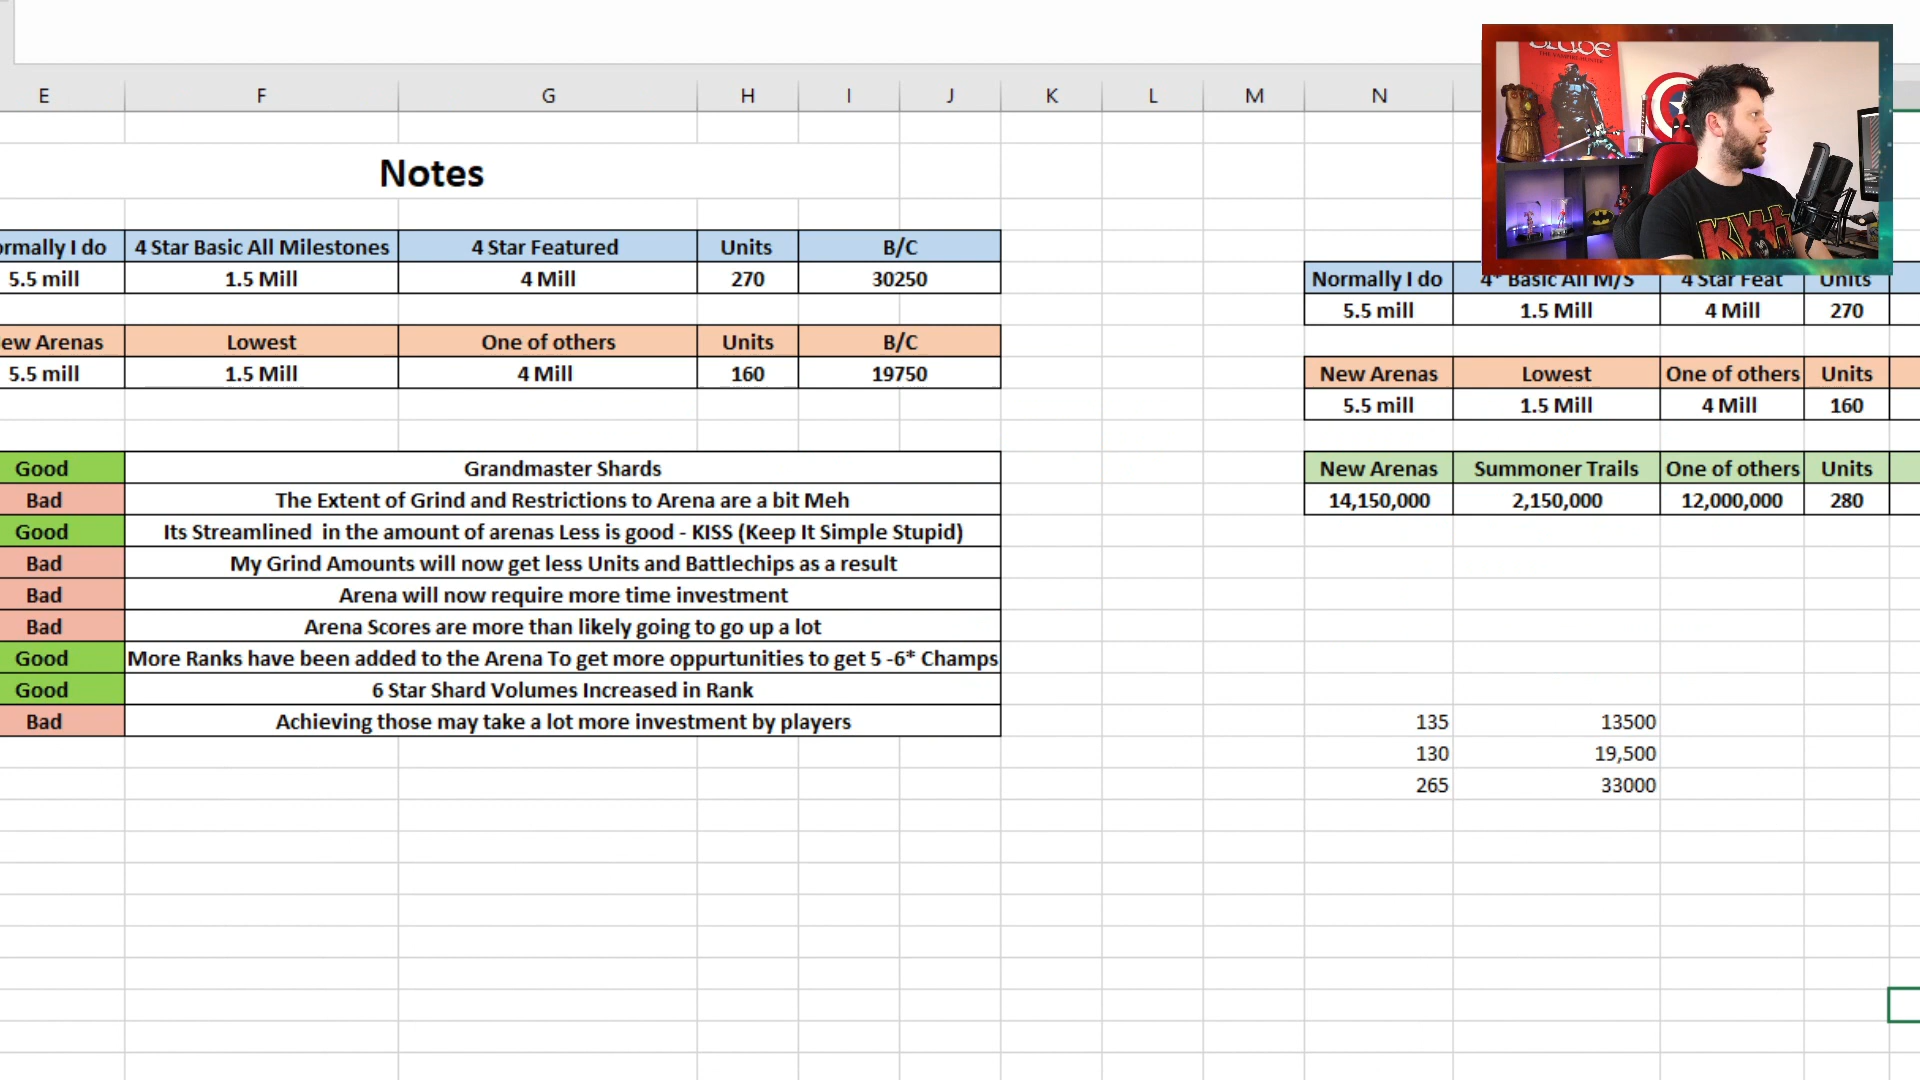 E F G H I J K L M N
Notes
ormally I do 4 Star Basic All Milestones 4 Star Featured Units B/C
5.5 mill 1.5 Mill 4 Mill 270 30250
ew Arenas Lowest One of others Units B/C
5.5 mill 1.5 Mill 4 Mill 160 19750
Good Grandmaster Shards
Bad The Extent of Grind and Restrictions to Arena are a bit Meh
Good Its Streamlined in the amount of arenas Less is good - KISS (Keep It Simple Stupid)
Bad My Grind Amounts will now get less Units and Battlechips as a result
Bad Arena will now require more time investment
Bad Arena Scores are more than likely going to go up a lot
Good More Ranks have been added to the Arena To get more oppurtunities to get 5 -6* Champs
Good 6 Star Shard Volumes Increased in Rank
Bad Achieving those may take a lot more investment by players
THE VAMPIRE HUNTER
Normally I do 4* Basic All M/S 4 Star Feat Units
5.5 mill 1.5 Mill 4 Mill 270
New Arenas Lowest One of others Units
5.5 mill 1.5 Mill 4 Mill 160
New Arenas Summoner Trails One of others Units
14,150,000 2,150,000 12,000,000 280
135 13500
130 19,500
265 33000